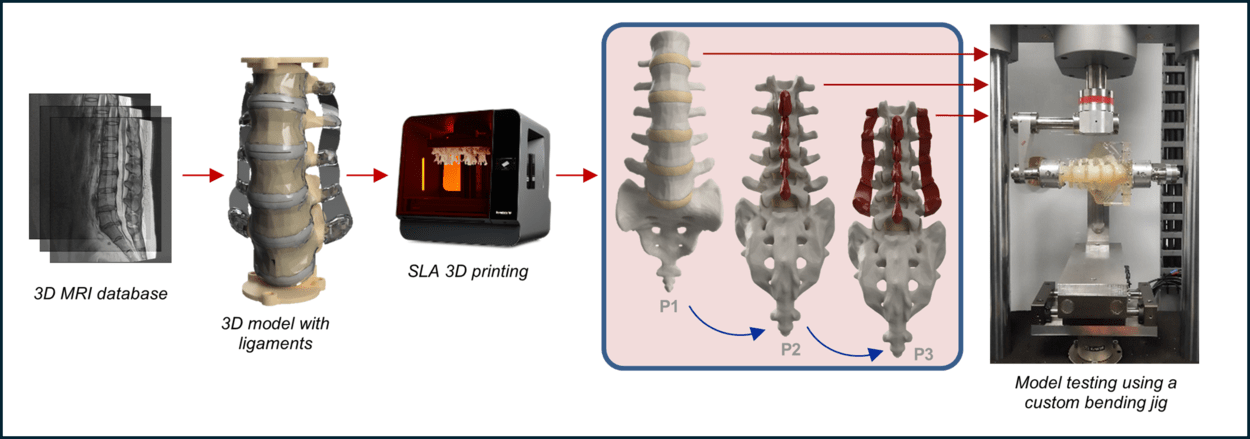 3D MRI database
3D model with
ligaments
SLA 3D printing
P1
P2
P3
Model testing using a
custom bending jig